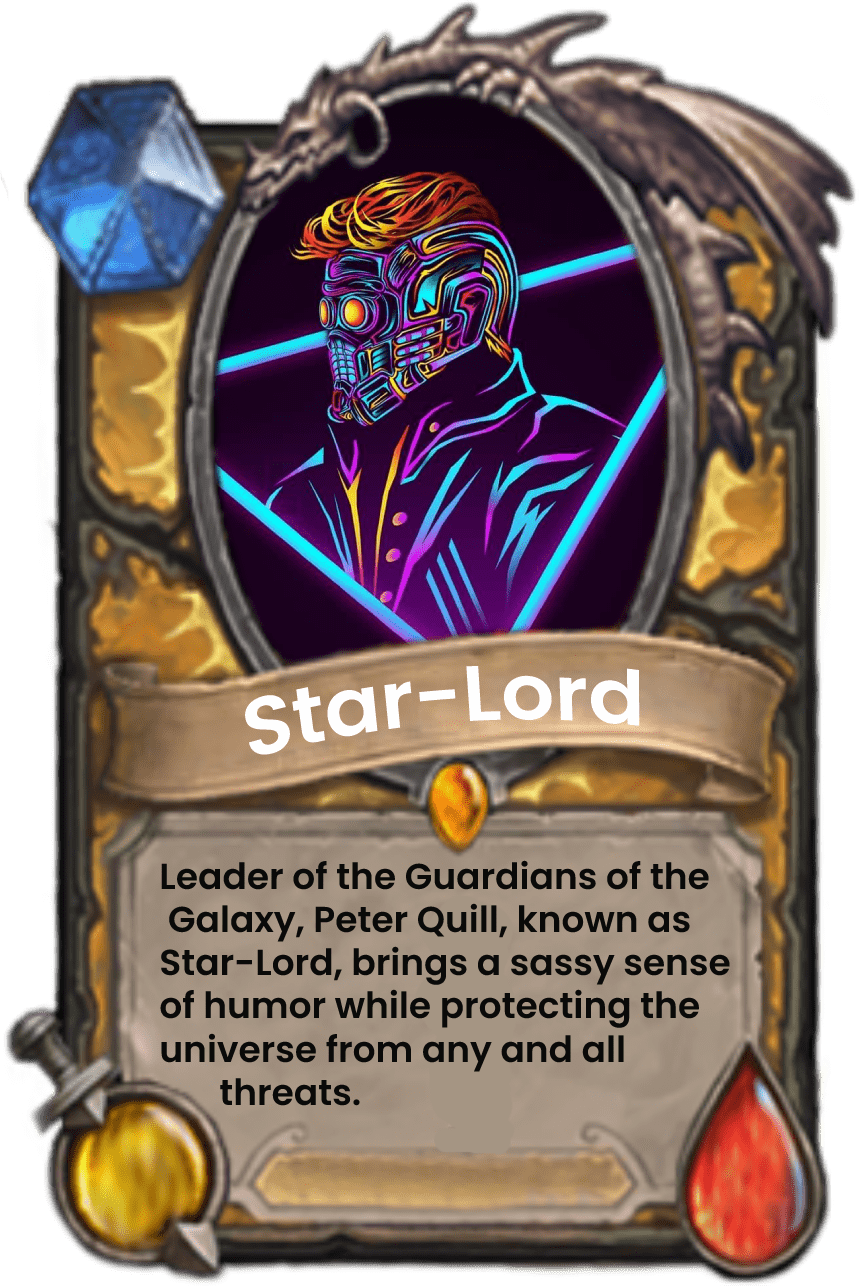 Star-Lord
Leader of the Guardians of the
Galaxy, Peter Quill, known as
Star-Lord, brings a sassy sense
of humor while protecting the
universe from any and all
threats.